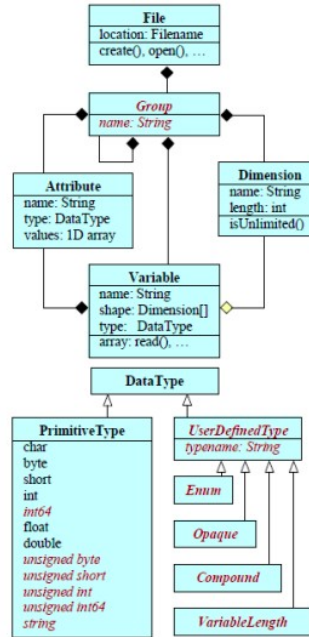 File
location: Filename
create(), open(), …
Group
name: String
Attribute
name: String
type: DataType
values: 1D array
Dimension
name: String
length: int
isUnlimited()
Variable
name: String
shape: Dimension[]
type: DataType
array: read(), …
DataType
PrimitiveType
char
byte
short
int
int64
float
double
unsigned byte
unsigned short
unsigned int
unsigned int64
string
UserDefinedType
typename: String
Enum
Opaque
Compound
VariableLength